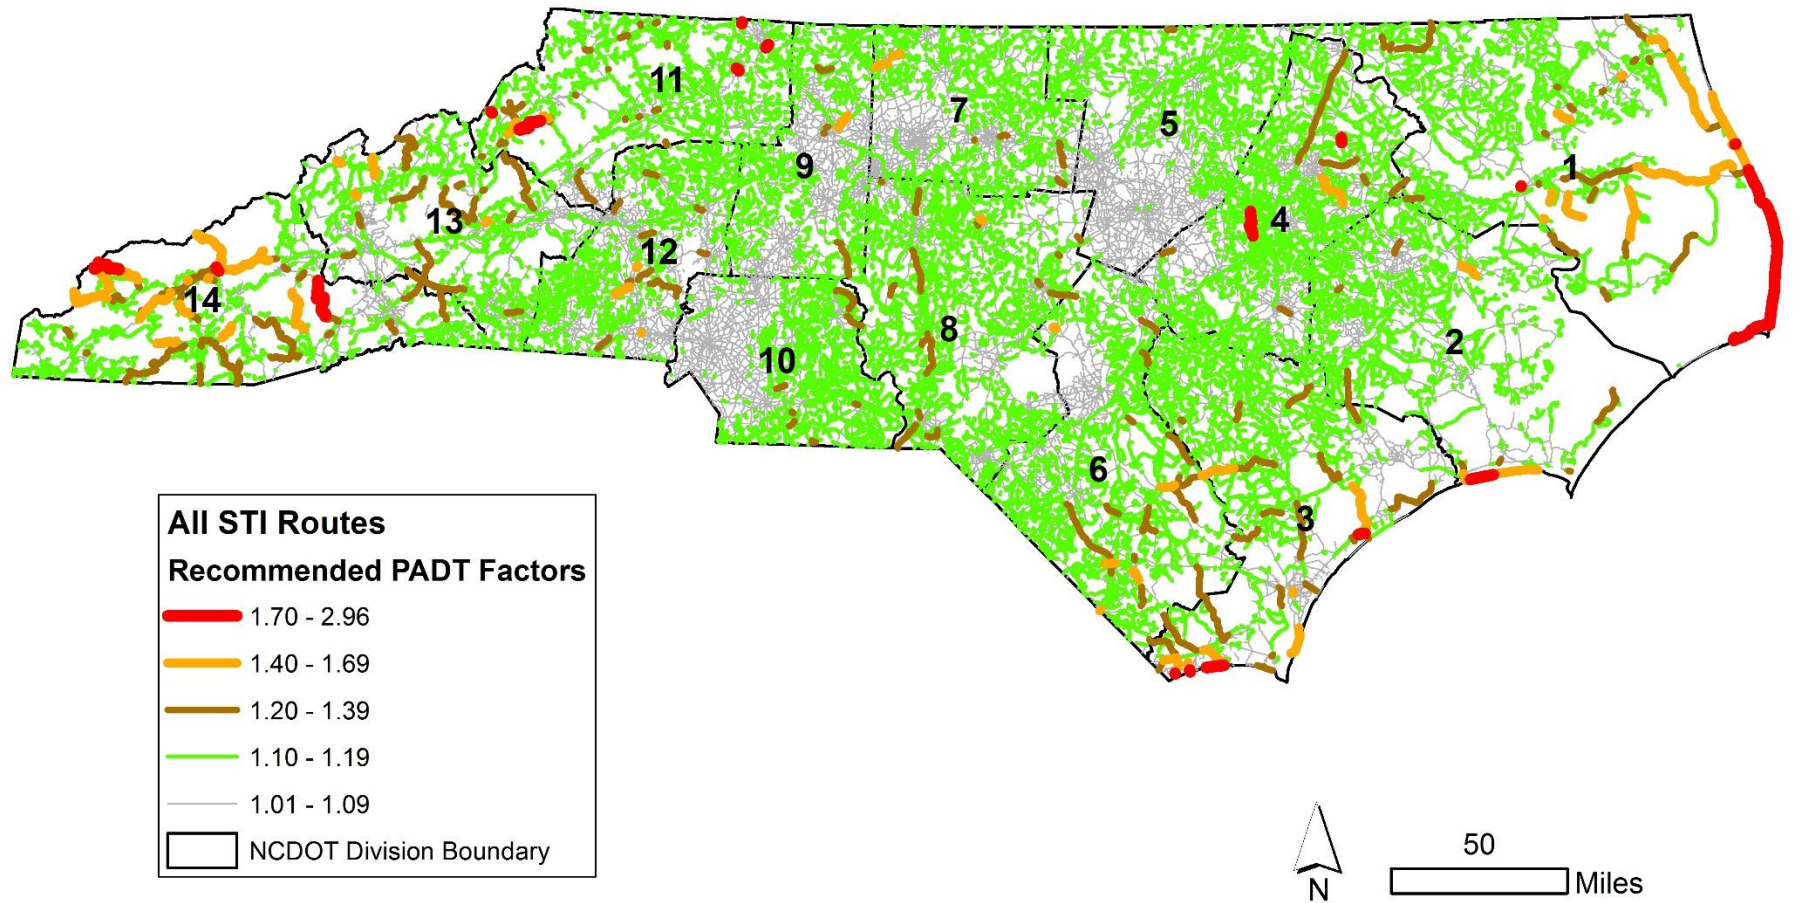 11
7
5
9
1
13
4
12
14
8
2
10
6
3
All STI Routes
Recommended PADT Factors
1.70 - 2.96
1.40 - 1.69
1.20 - 1.39
1.10 - 1.19
1.01 - 1.09
NCDOT Division Boundary
N
50
Miles